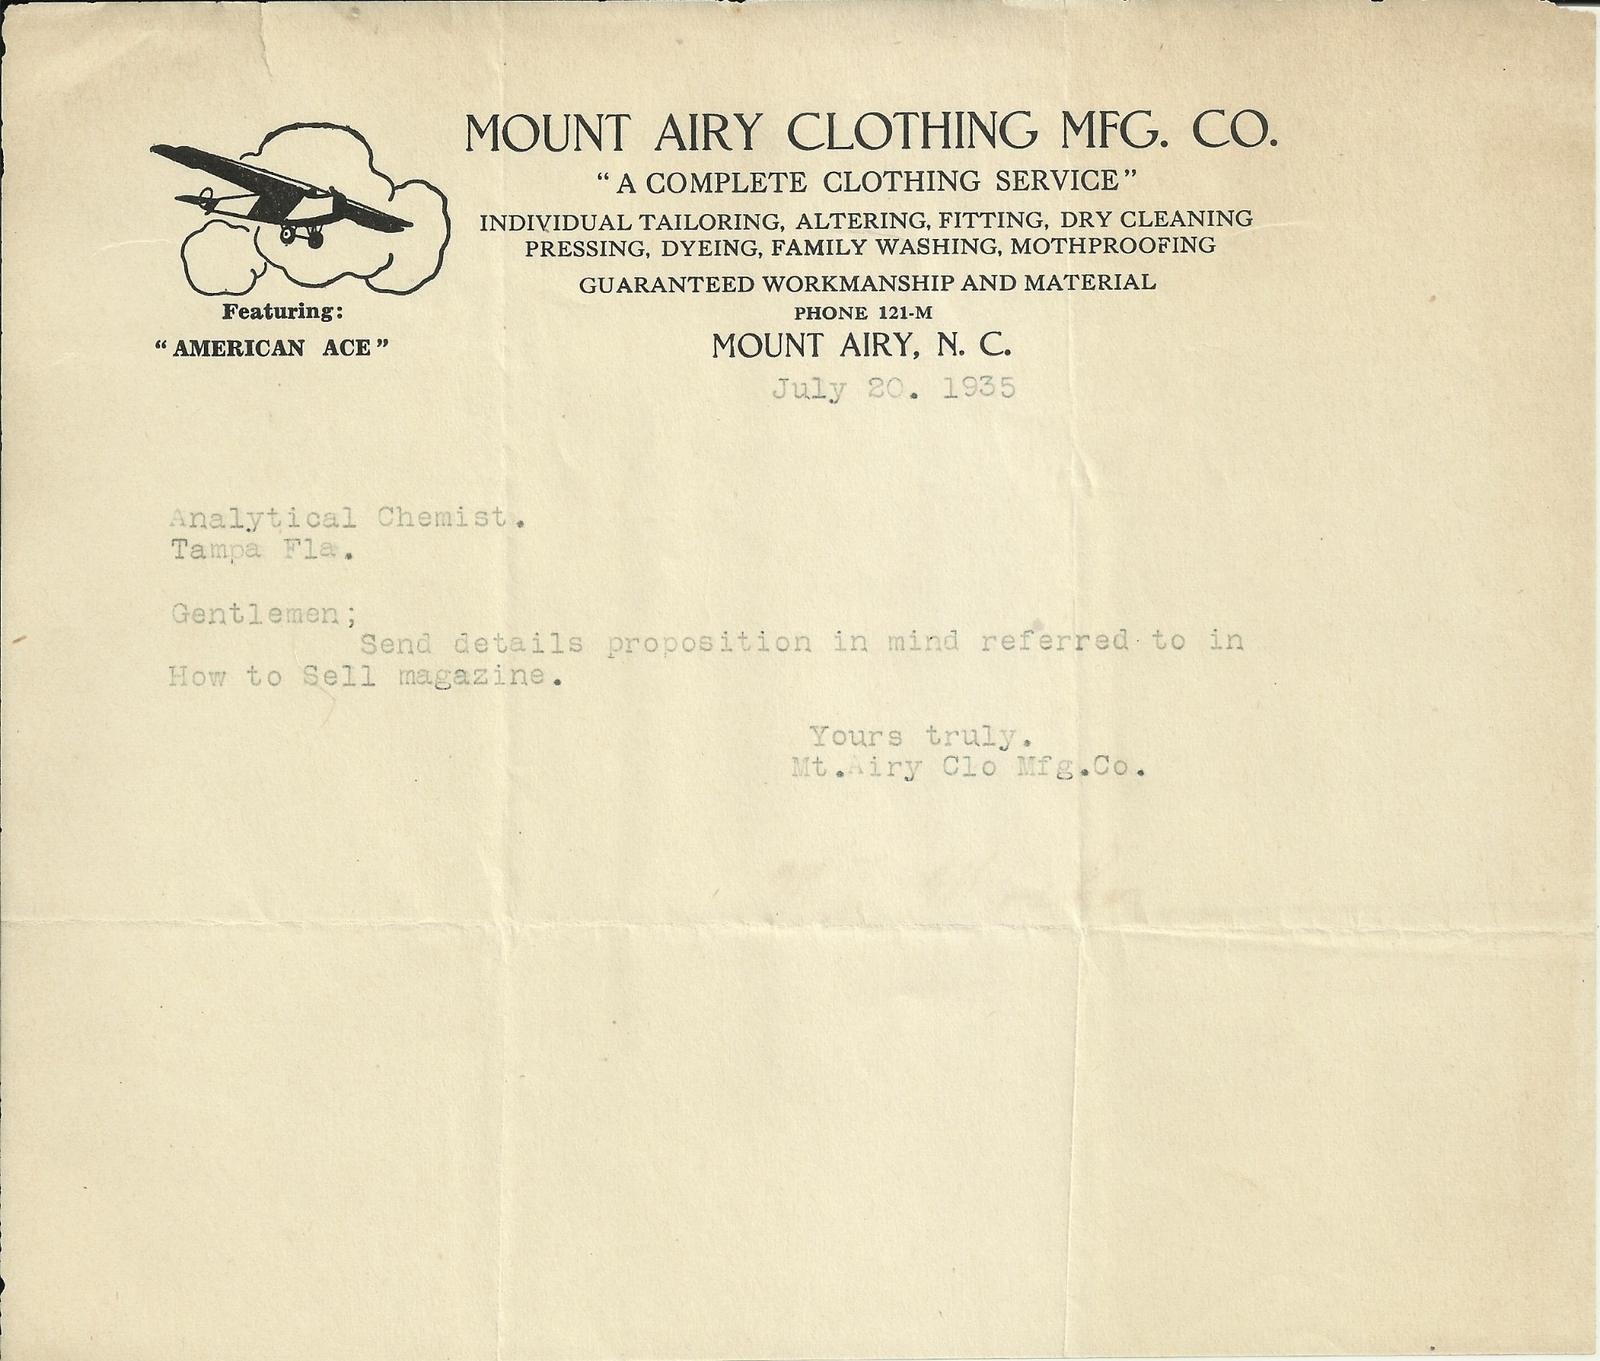 MOUNT AIRY CLOTHING MFG. CO.
"A COMPLETE CLOTHING SERVICE"
INDIVIDUAL TAILORING, ALTERING, FITTING, DRY CLEANING
PRESSING, DYEING, FAMILY WASHING, MOTHPROOFING
GUARANTEED WORKMANSHIP AND MATERIAL
PHONE 121-M
MOUNT AIRY, N. C.
Featuring:
"AMERICAN ACE"
July 20. 1935
Analytical Chemist.
Tampa Fla.
Gentlemen;
Send details proposition in mind referred to in
How to Sell magazine.
Yours truly.
Mt.Airy Clo Mfg.Co.